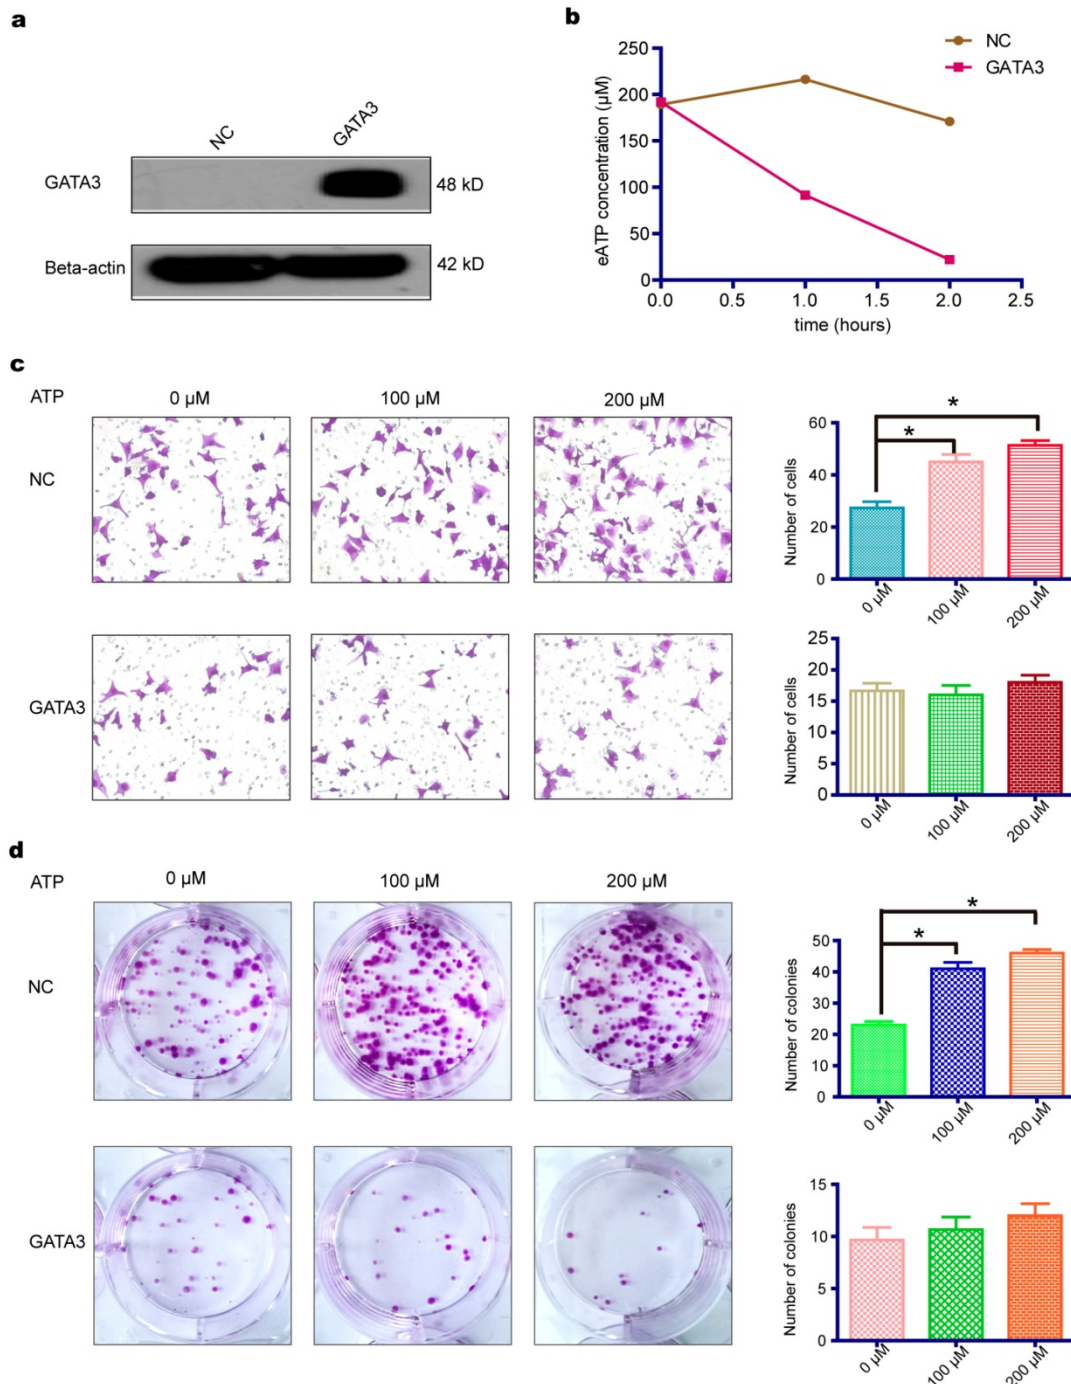 a
NC
GATA3
GATA3
48 kD
Beta-actin
42 kD
b
NC
GATA3
eATP concentration (µM)
250
200
150
100
50
0
0.0 0.5 1.0 1.5 2.0 2.5
time (hours)
c
ATP
0 µM 100 µM 200 µM
NC
Number of cells
60
40
20
0
*
*
0 µM 100 µM 200 µM
GATA3
Number of cells
25
20
15
10
5
0
0 µM 100 µM 200 µM
d
ATP
0 µM 100 µM 200 µM
NC
Number of colonies
50
40
30
20
10
0
*
*
0 µM 100 µM 200 µM
GATA3
Number of colonies
15
10
5
0
0 µM 100 µM 200 µM